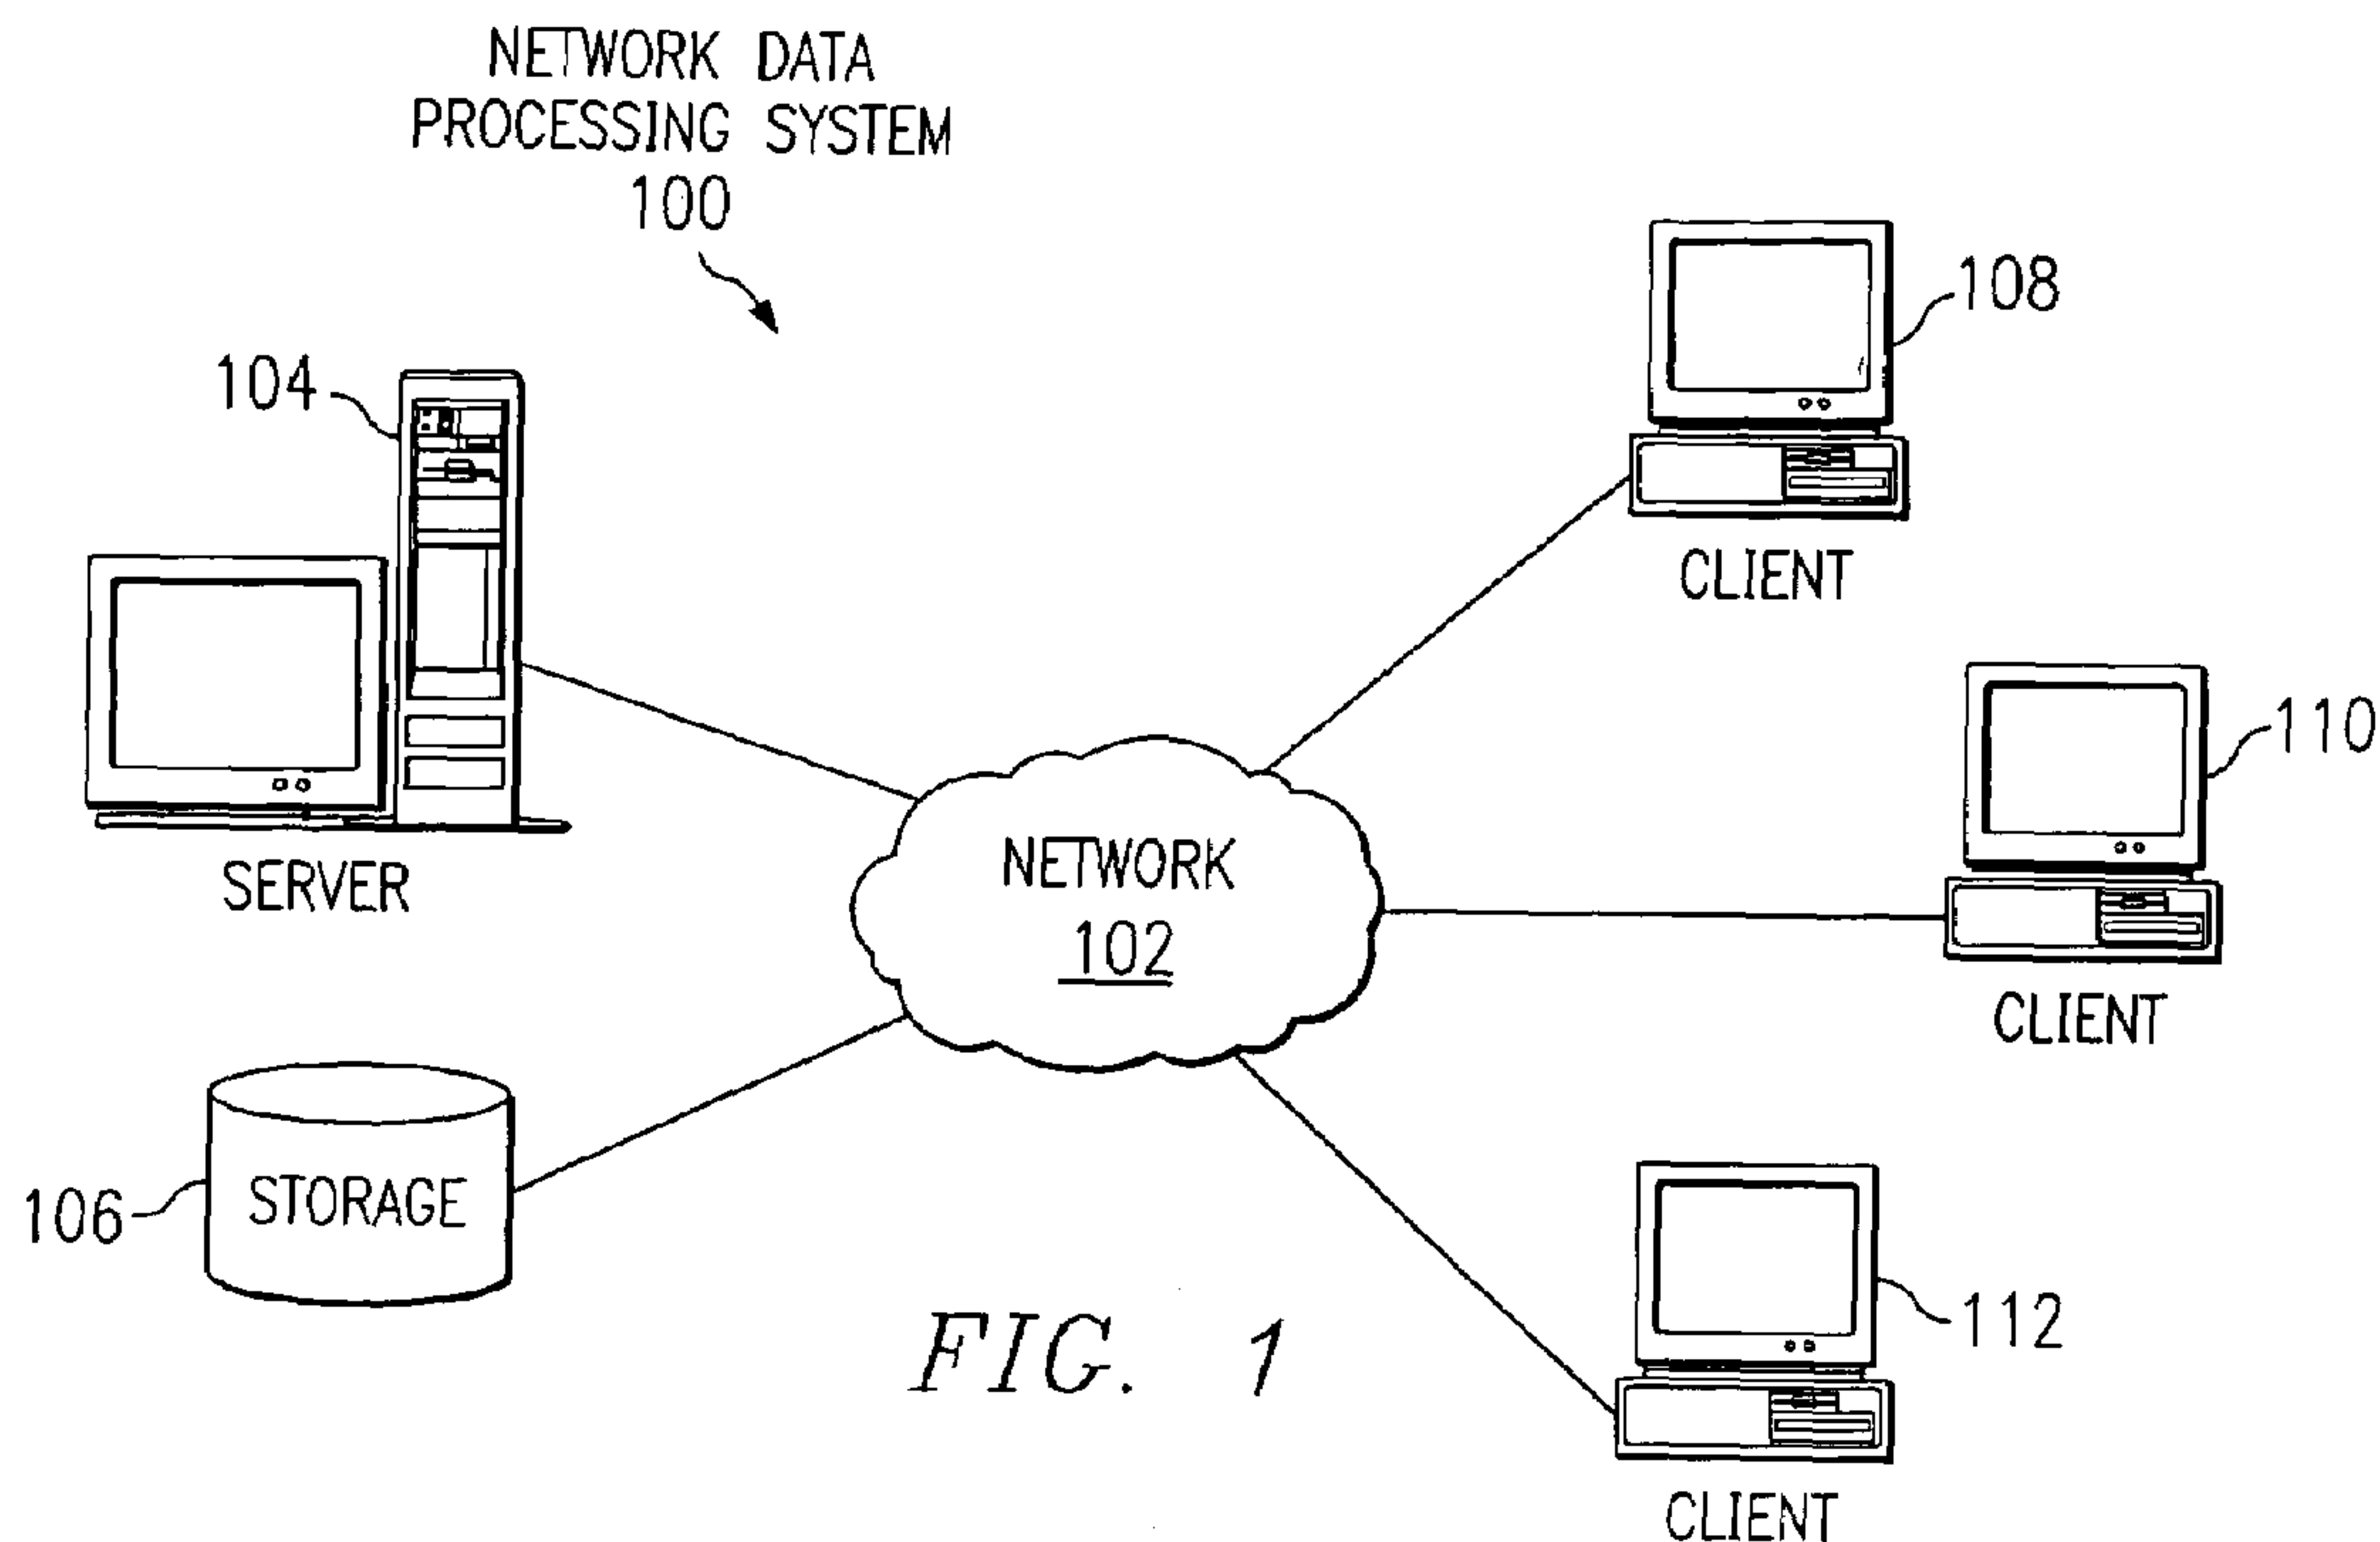 NETWORK DATA
PROCESSING SYSTEM
100
104
SERVER
108
CLIENT
110
CLIENT
NETWORK
102
106
STORAGE
112
CLIENT
FIG. 1